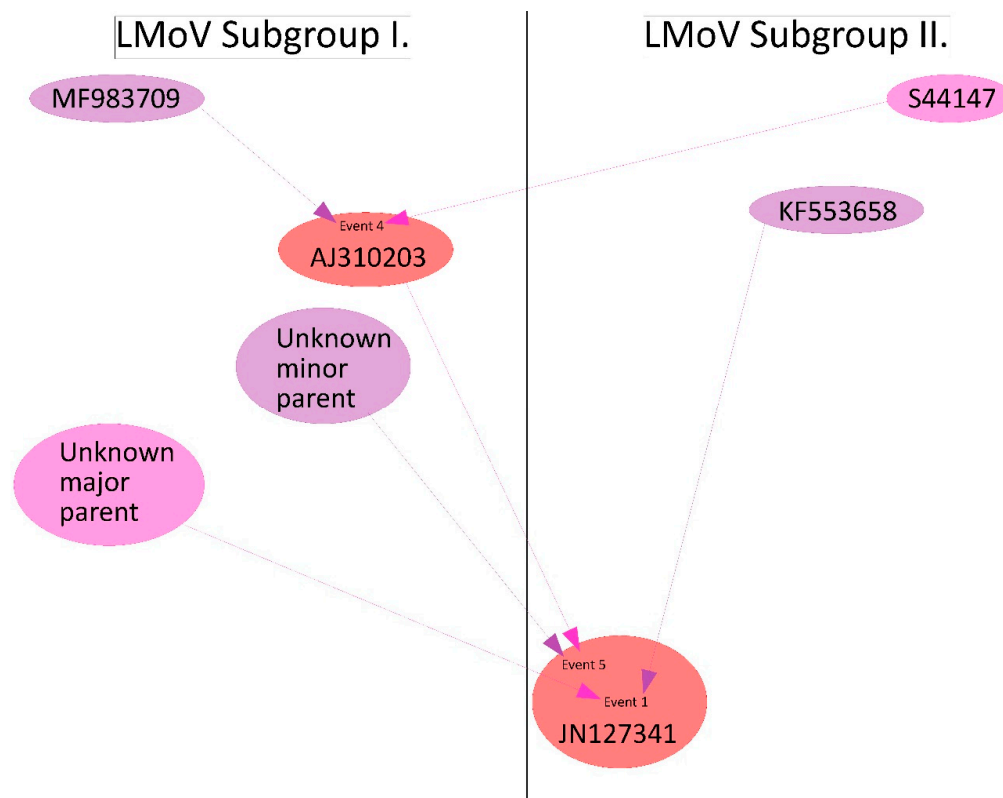 LMoV Subgroup I.
LMoV Subgroup II.
MF983709
S44147
KF553658
Event 4
AJ310203
Unknown
minor
parent
Unknown
major
parent
Event 5
Event 1
JN127341